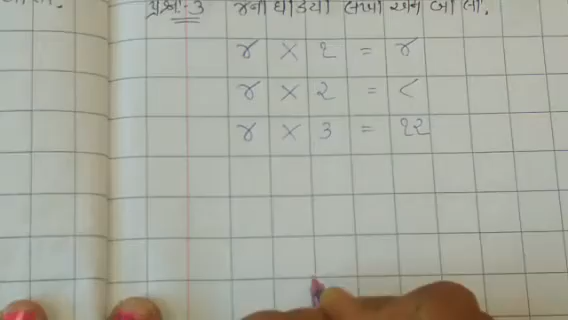 પ્રશ્ન:-૩ ૪ના ઘડિયા લખો અને બોલો.
૪ × ૧ = ૪
૪ × ૨ = ૮
૪ × ૩ = ૧૨